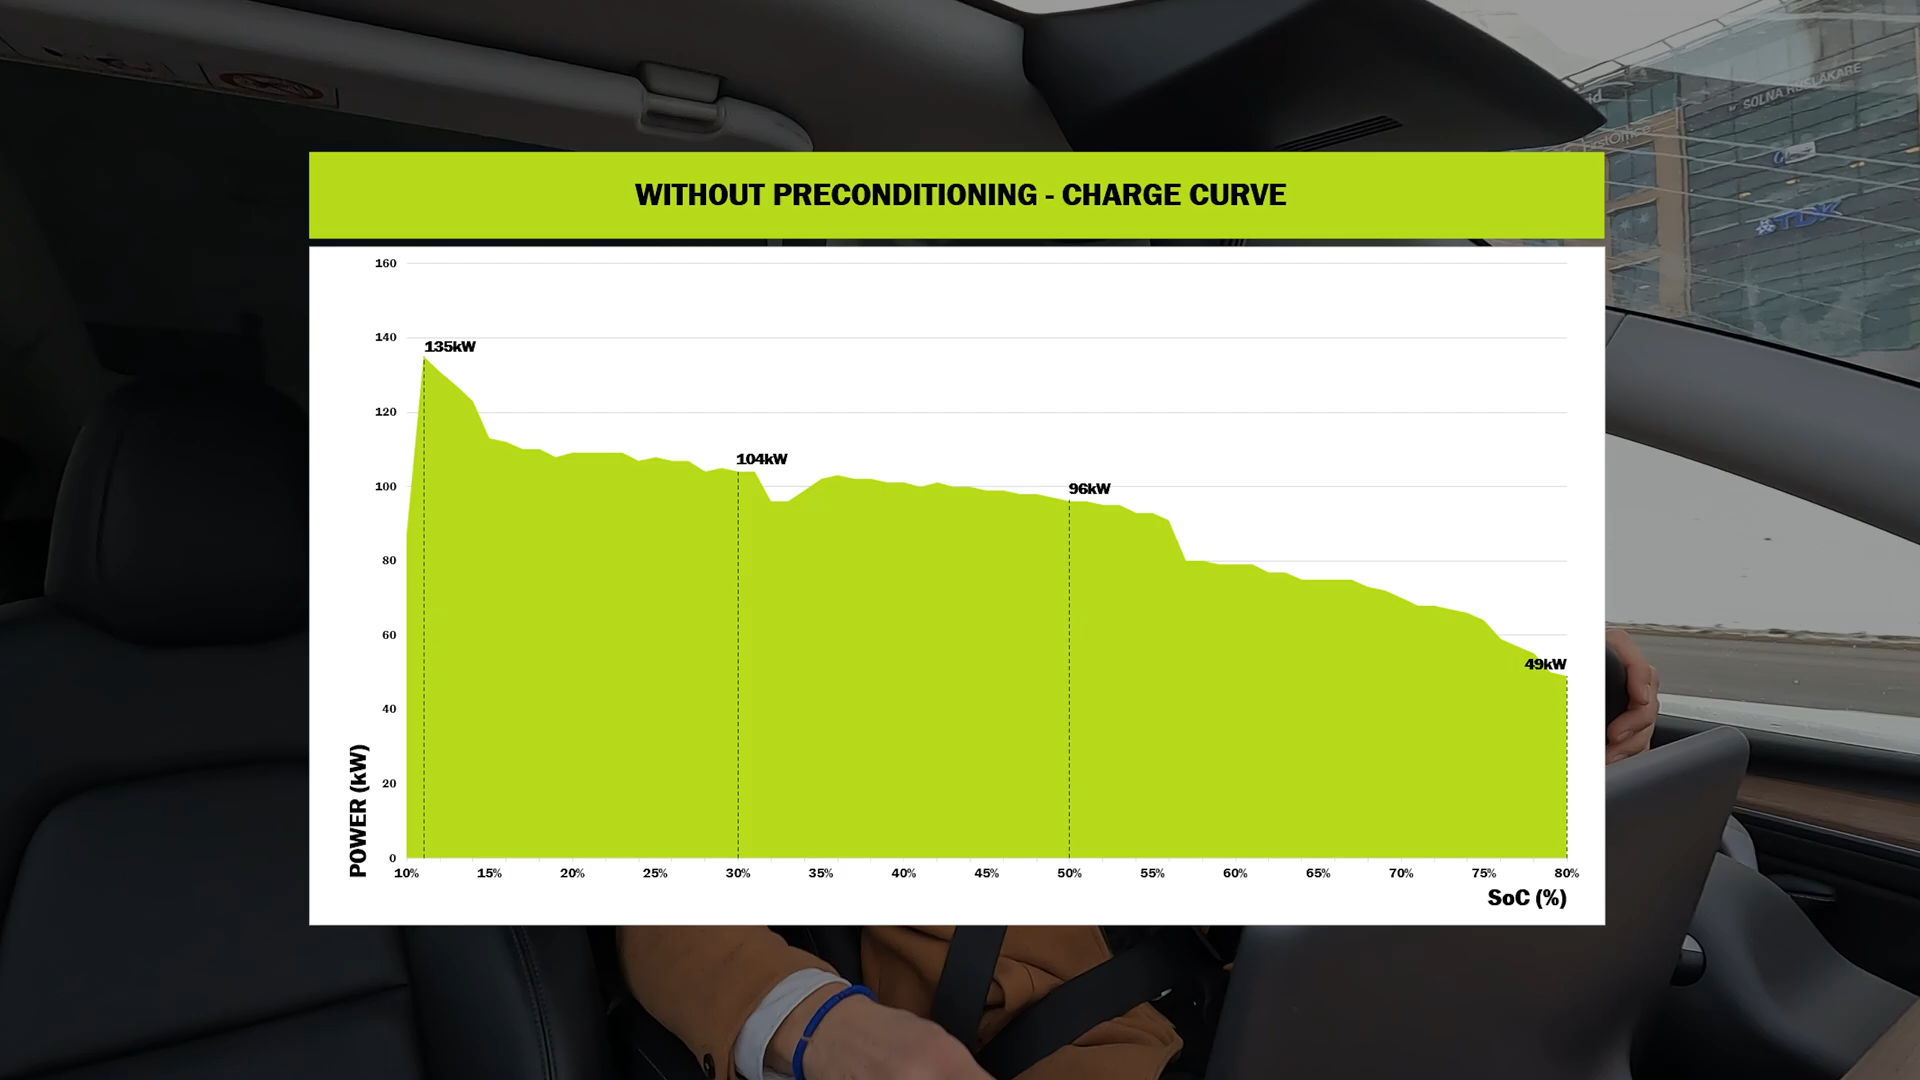 SOLNA
TDK
WITHOUT PRECONDITIONING - CHARGE CURVE
160
140
120
100
80
60
40
20
0
POWER (kW)
135kW
104kW
96kW
49kW
10% 15% 20% 25% 30% 35% 40% 45% 50% 55% 60% 65% 70% 75% 80%
SoC (%)